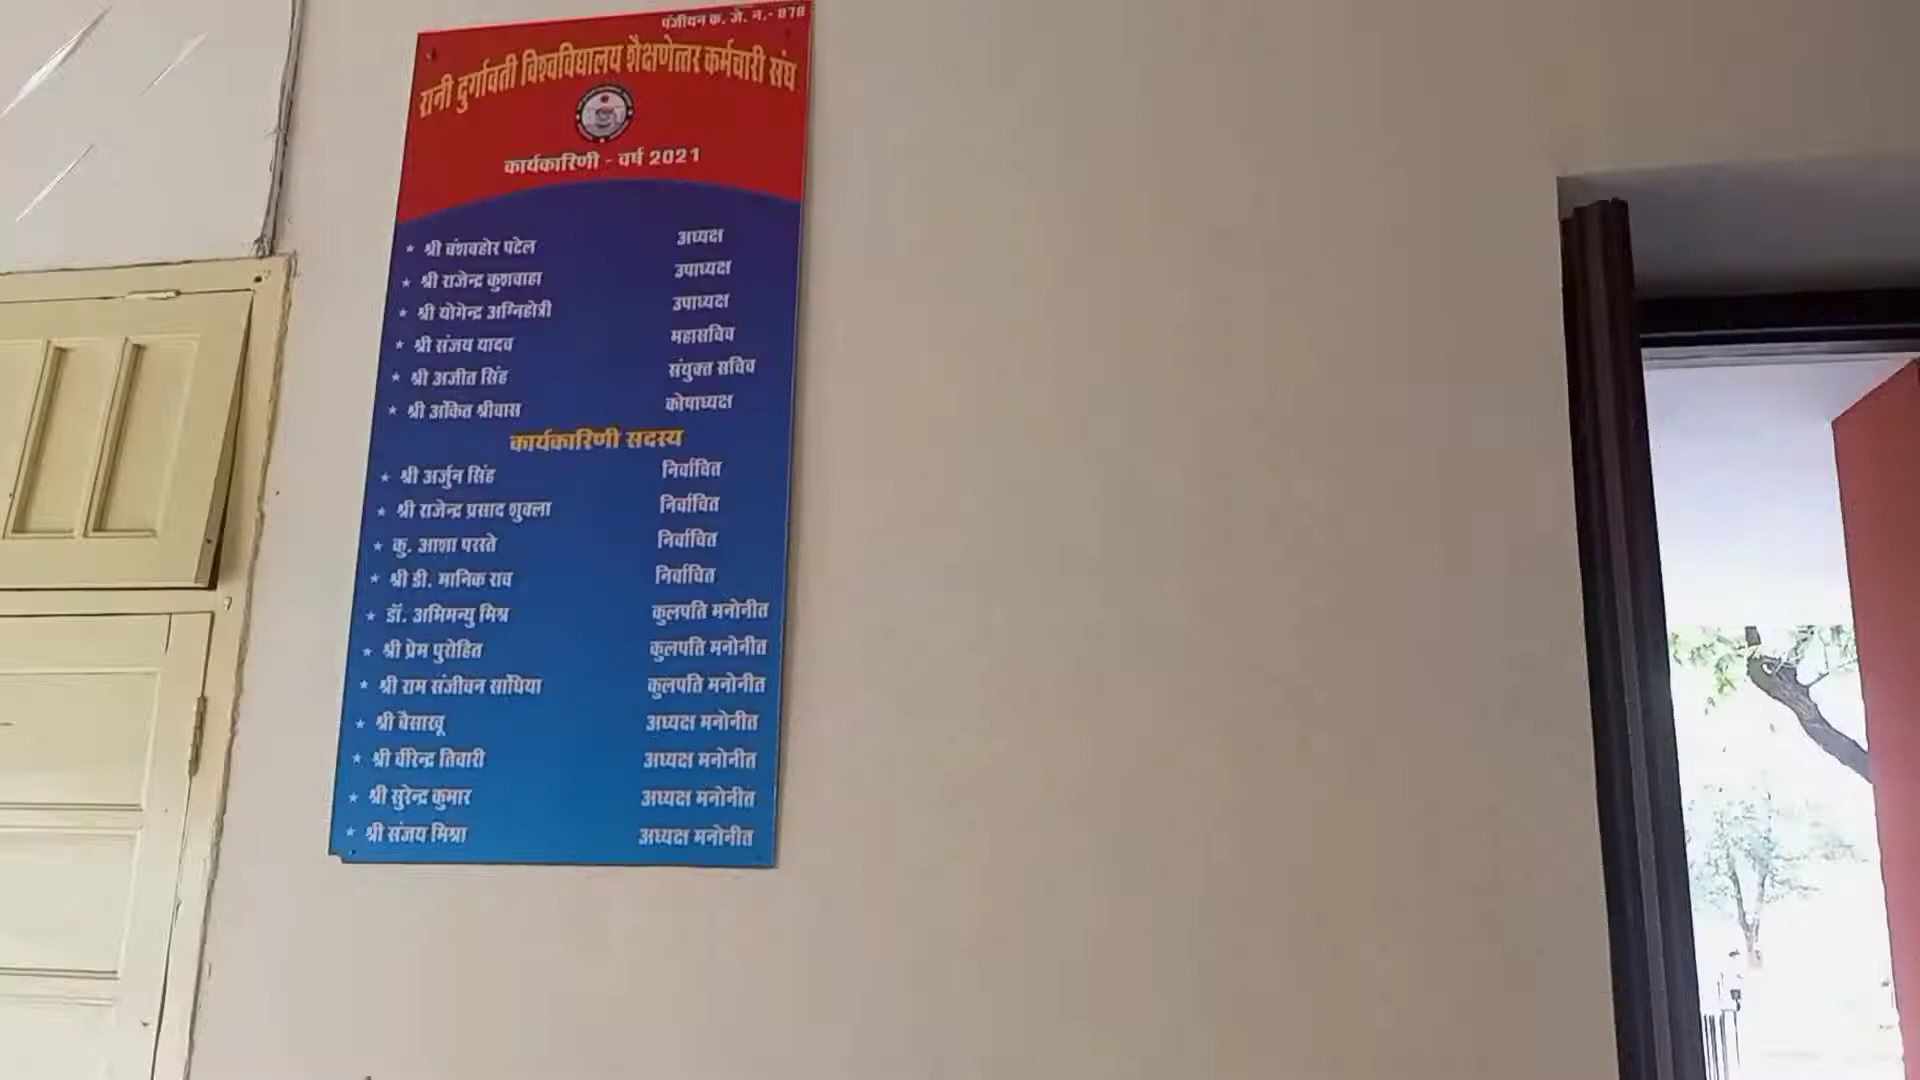 पंजीयन क्र. जे. न.- 878
रानी दुर्गावती विश्वविद्यालय शैक्षणेत्तर कर्मचारी संघ
कार्यकारिणी - वर्ष 2021
* श्री बंशबहोर पटेल अध्यक्ष
* श्री राजेन्द्र कुशवाहा उपाध्यक्ष
* श्री योगेन्द्र अग्निहोत्री उपाध्यक्ष
* श्री संजय यादव महासचिव
* श्री अजीत सिंह संयुक्त सचिव
* श्री अंकित श्रीवास कोषाध्यक्ष
कार्यकारिणी सदस्य
* श्री अर्जुन सिंह निर्वाचित
* श्री राजेन्द्र प्रसाद शुक्ला निर्वाचित
* कु. आशा परस्ते निर्वाचित
* श्री डी. मानिक राव निर्वाचित
* डॉ. अभिमन्यु मिश्र कुलपति मनोनीत
* श्री प्रेम पुरोहित कुलपति मनोनीत
* श्री राम संजीवन सांधिया कुलपति मनोनीत
* श्री बैसाखू अध्यक्ष मनोनीत
* श्री वीरेन्द्र तिवारी अध्यक्ष मनोनीत
* श्री सुरेन्द्र कुमार अध्यक्ष मनोनीत
* श्री संजय मिश्रा अध्यक्ष मनोनीत